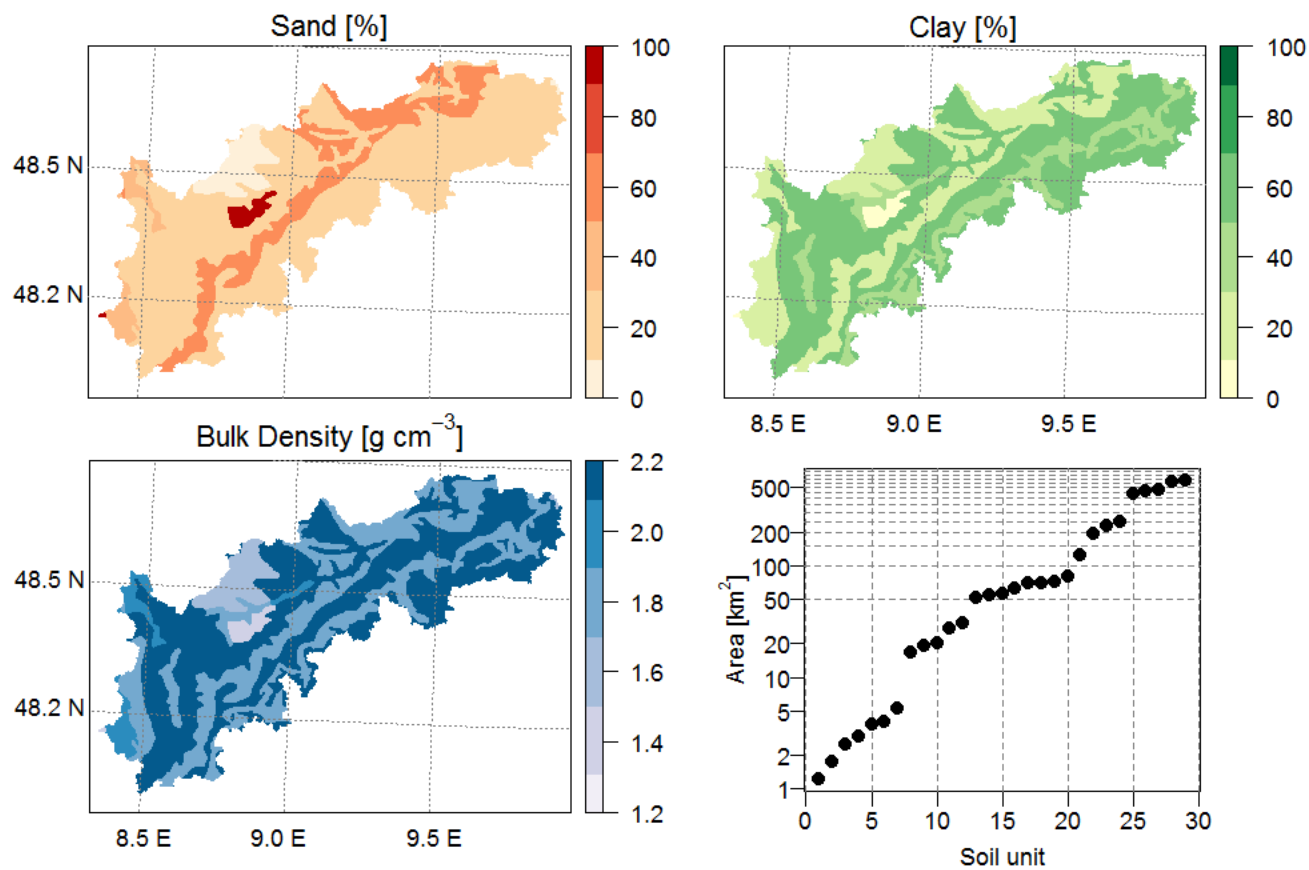 Sand [%]
48.5 N
48.2 N
100
80
60
40
20
0
Clay [%]
8.5 E
9.0 E
9.5 E
100
80
60
40
20
0
Bulk Density [g cm⁻³]
48.5 N
48.2 N
8.5 E
9.0 E
9.5 E
2.2
2.0
1.8
1.6
1.4
1.2
Area [km²]
500
200
100
50
20
10
5
2
1
0
5
10
15
20
25
30
Soil unit